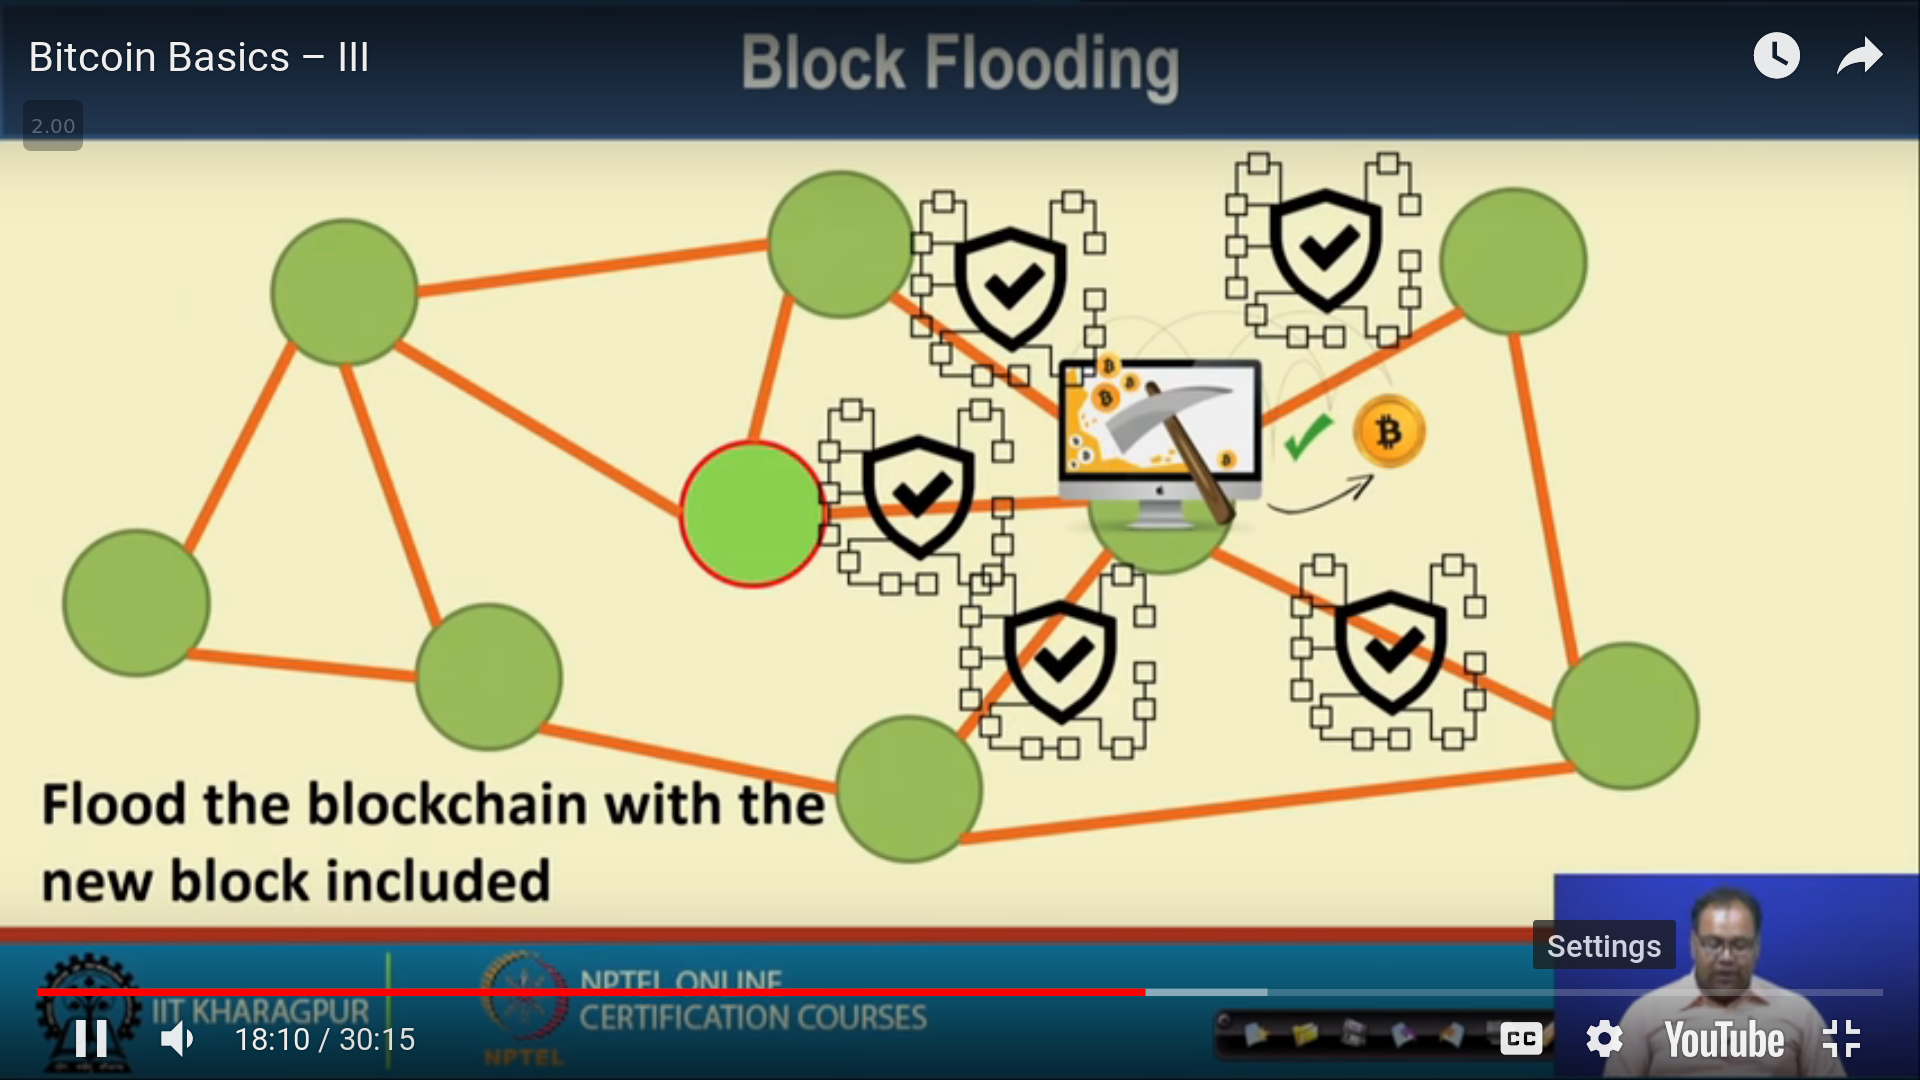 Bitcoin Basics – III
Block Flooding
2.00
Flood the blockchain with the
new block included
Settings
IIT KHARAGPUR
NPTEL ONLINE
CERTIFICATION COURSES
NPTEL
18:10 / 30:15
CC
YouTube